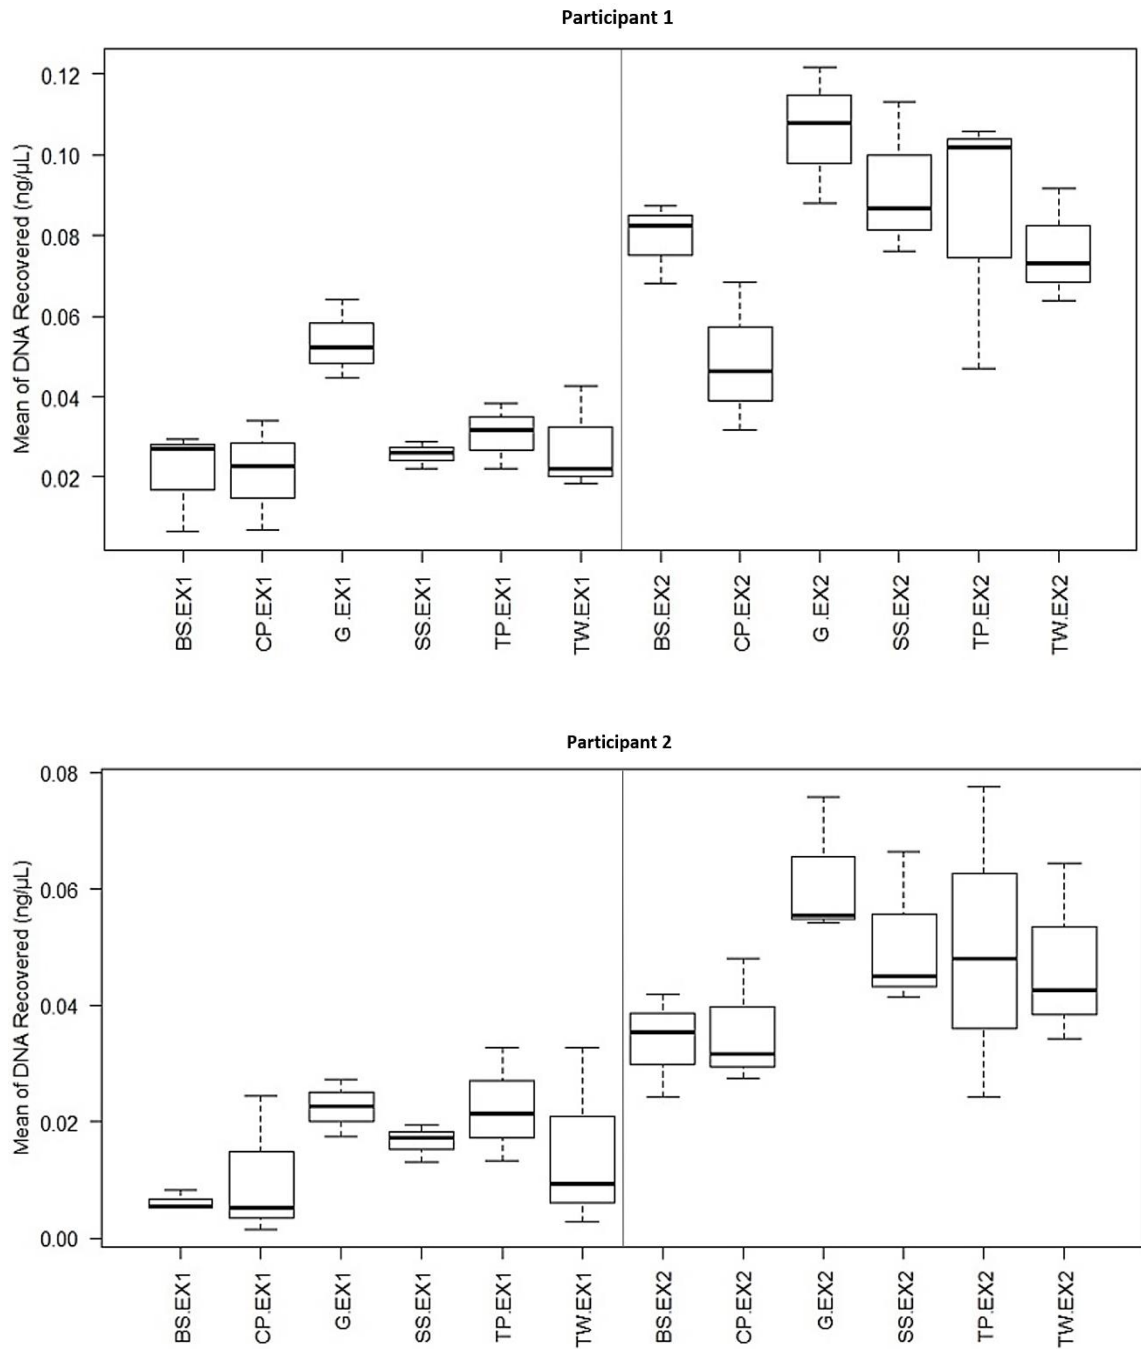 Participant 1
Mean of DNA Recovered (ng/µL)
0.12
0.10
0.08
0.06
0.04
0.02
BS.EX1
CP.EX1
G.EX1
SS.EX1
TP.EX1
TW.EX1
BS.EX2
CP.EX2
G .EX2
SS.EX2
TP.EX2
TW.EX2
Participant 2
Mean of DNA Recovered (ng/µL)
0.08
0.06
0.04
0.02
0.00
BS.EX1
CP.EX1
G.EX1
SS.EX1
TP.EX1
TW.EX1
BS.EX2
CP.EX2
G.EX2
SS.EX2
TP.EX2
TW.EX2